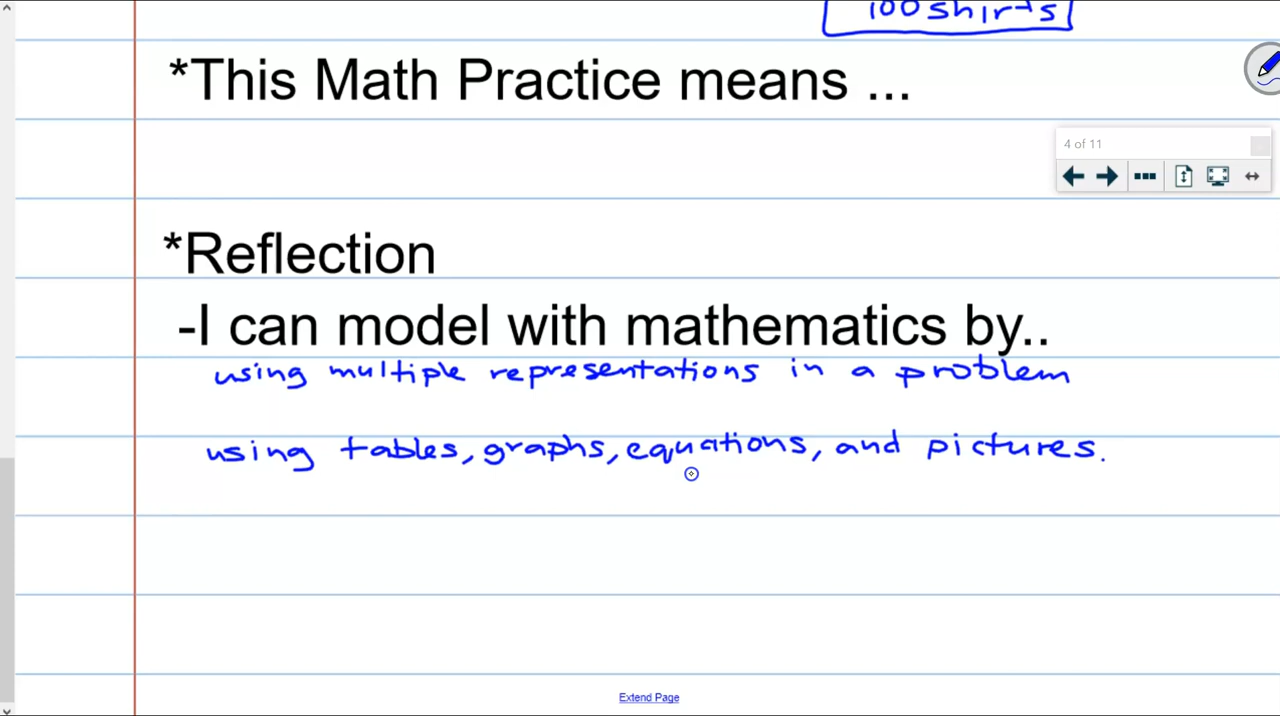 100 shirts
*This Math Practice means ...
4 of 11
*Reflection
-I can model with mathematics by..
using multiple representations in a problem
using tables, graphs, equations, and pictures.
Extend Page